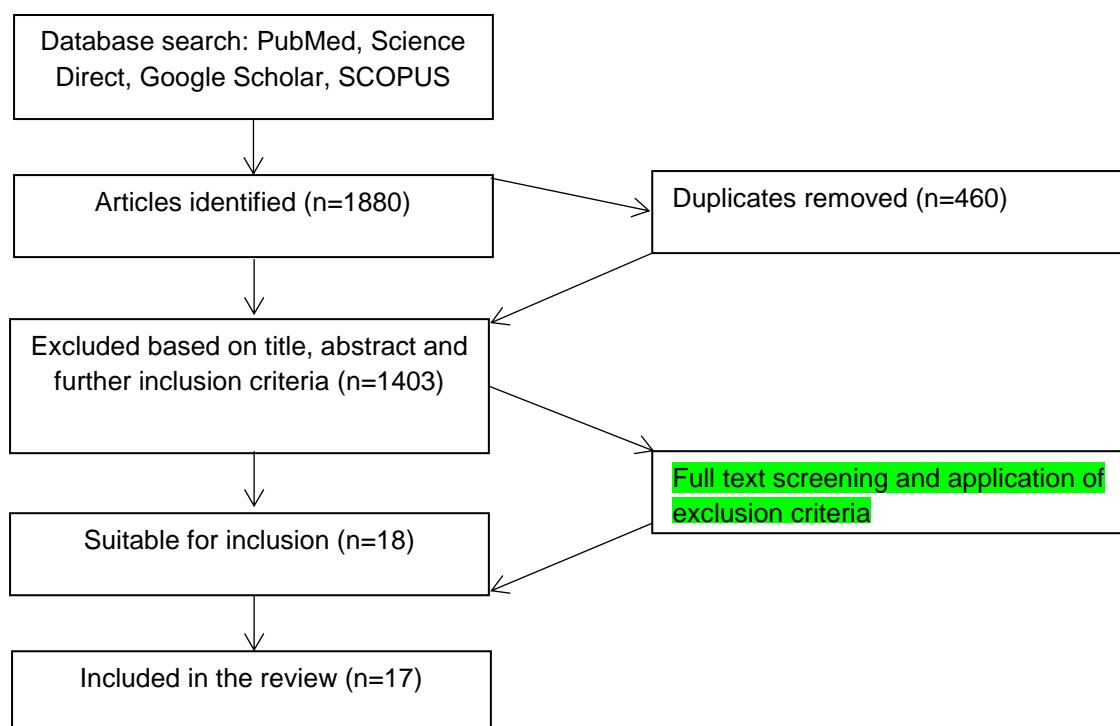 Database search: PubMed, Science
Direct, Google Scholar, SCOPUS
Articles identified (n=1880)
Duplicates removed (n=460)
Excluded based on title, abstract and
further inclusion criteria (n=1403)
Full text screening and application of
exclusion criteria
Suitable for inclusion (n=18)
Included in the review (n=17)